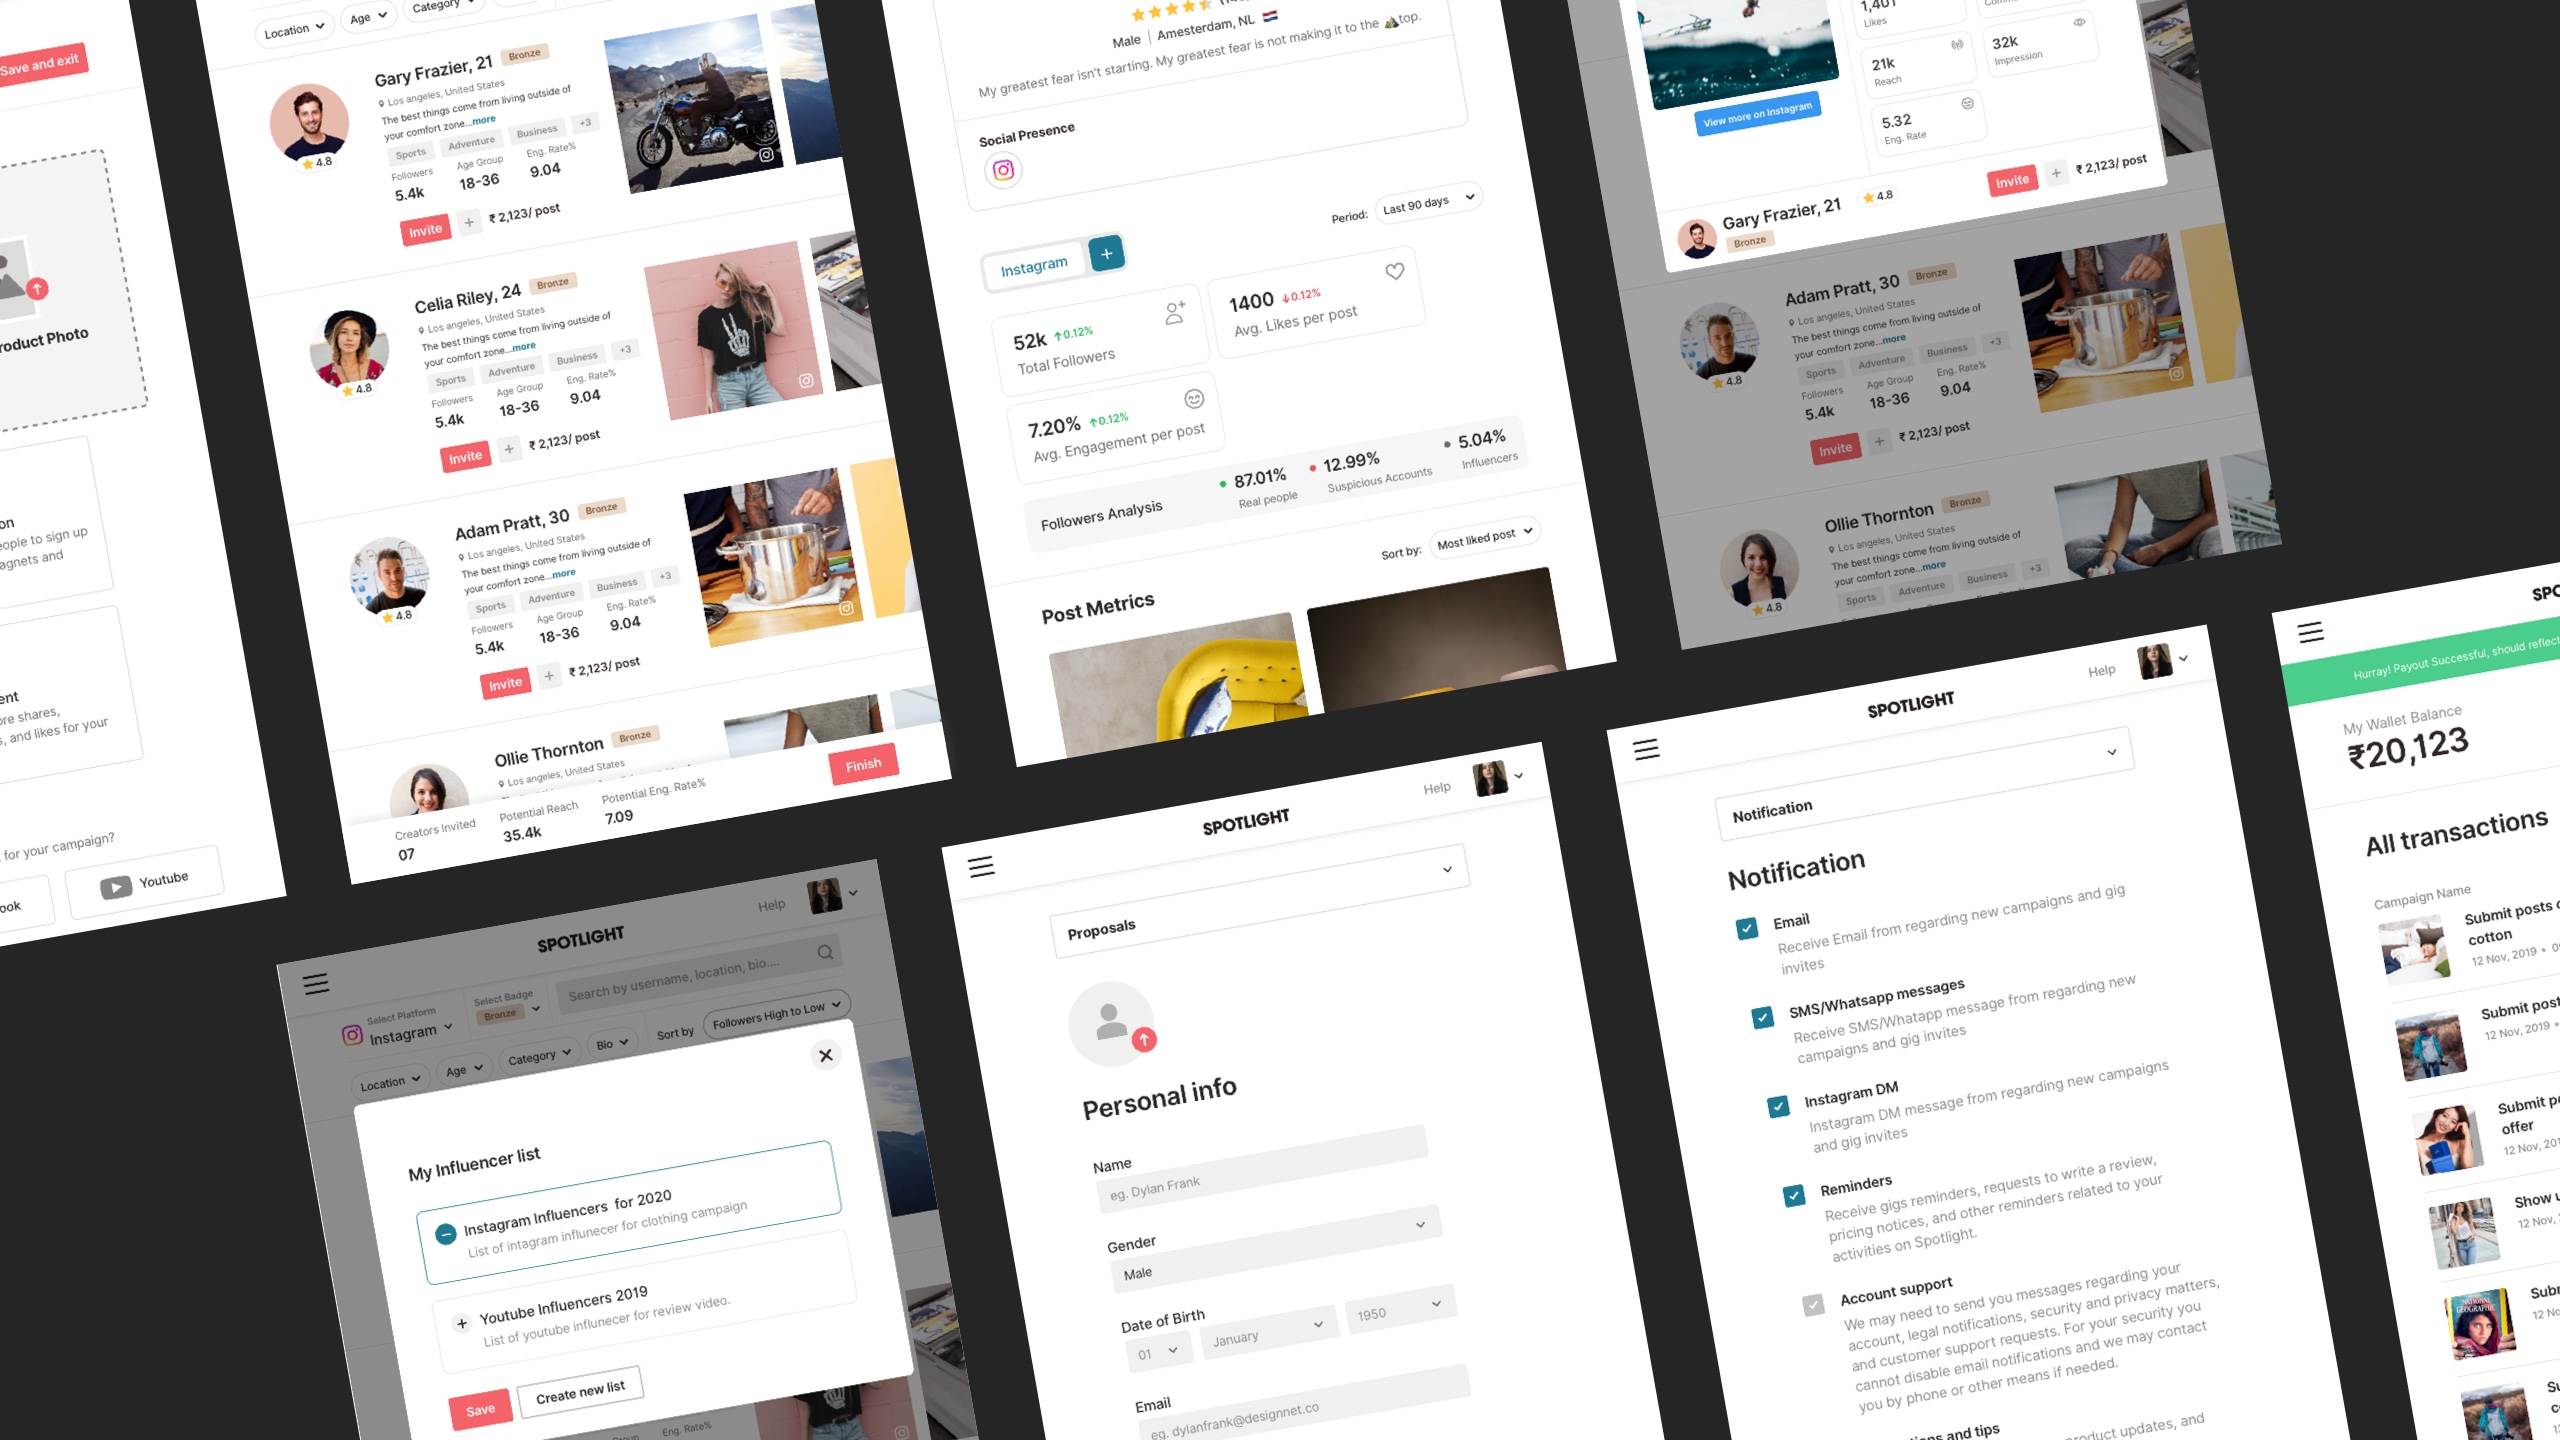 Save and exit
roduct Photo
on
eople to sign up
agnets and
ent
ore shares,
s, and likes for your
for your campaign?
ook
Youtube
Location
Age
Category
Gary Frazier, 21
Bronze
Los angeles, United States
The best things come from living outside of
your comfort zone...more
Sports
Adventure
Business
+3
Followers
Age Group
Eng. Rate%
5.4k
18-36
9.04
4.8
Invite
+
₹ 2,123/ post
Celia Riley, 24
Bronze
Los angeles, United States
The best things come from living outside of
your comfort zone...more
Sports
Adventure
Business
+3
Followers
Age Group
Eng. Rate%
5.4k
18-36
9.04
4.8
Invite
+
₹ 2,123/ post
Adam Pratt, 30
Bronze
Los angeles, United States
The best things come from living outside of
your comfort zone...more
Sports
Adventure
Business
+3
Followers
Age Group
Eng. Rate%
5.4k
18-36
9.04
4.8
Invite
+
₹ 2,123/ post
Ollie Thornton
Bronze
Los angeles, United States
Creators Invited
Potential Reach
Potential Eng. Rate%
07
35.4k
7.09
Finish
Male | Amesterdam, NL
My greatest fear isn't starting. My greatest fear is not making it to the top.
Social Presence
Period:
Last 90 days
Instagram
+
52k
0.12%
Total Followers
1400
0.12%
Avg. Likes per post
7.20%
0.12%
Avg. Engagement per post
Followers Analysis
87.01%
Real people
12.99%
Suspicious Accounts
5.04%
Influencers
Sort by:
Most liked post
Post Metrics
1,401
Likes
21k
Reach
32k
Impression
5.32
Eng. Rate
View more on Instagram
Gary Frazier, 21
4.8
Bronze
Invite
+
₹ 2,123/ post
Adam Pratt, 30
Bronze
Los angeles, United States
The best things come from living outside of
your comfort zone...more
Sports
Adventure
Business
+3
Followers
Age Group
Eng. Rate%
5.4k
18-36
9.04
4.8
Invite
+
₹ 2,123/ post
Ollie Thornton
Bronze
Los angeles, United States
The best things come from living outside of
your comfort zone...more
Sports
Adventure
Business
+3
4.8
Help
SPOTLIGHT
Select Platform
Instagram
Select Badge
Bronze
Search by username, location, bio....
Location
Age
Category
Bio
Sort by
Followers High to Low
My Influencer list
Instagram Influencers for 2020
List of intagram influnecer for clothing campaign
Youtube Influencers 2019
List of youtube influnecer for review video.
Save
Create new list
Eng. Rate%
Help
SPOTLIGHT
Proposals
Personal info
Name
eg. Dylan Frank
Gender
Male
Date of Birth
01
January
1950
Email
eg. dylanfrank@designnet.co
Help
SPOTLIGHT
Notification
Notification
Email
Receive Email from regarding new campaigns and gig
invites
SMS/Whatsapp messages
Receive SMS/Whatapp message from regarding new
campaigns and gig invites
Instagram DM
Instagram DM message from regarding new campaigns
and gig invites
Reminders
Receive gigs reminders, requests to write a review,
pricing notices, and other reminders related to your
activities on Spotlight.
Account support
We may need to send you messages regarding your
account, legal notifications, security and privacy matters,
and customer support requests. For your security you
cannot disable email notifications and we may contact
you by phone or other means if needed.
ions and tips
product updates, and
SPO
Hurray! Payout Successful, should reflect
My Wallet Balance
₹20,123
All transactions
Campaign Name
Submit posts
cotton
12 Nov, 2019
Submit post
12 Nov, 2019
Submit p
offer
12 Nov, 201
Show u
12 Nov,
NATIONAL
GEOGRAPHIC
Subr
12 No